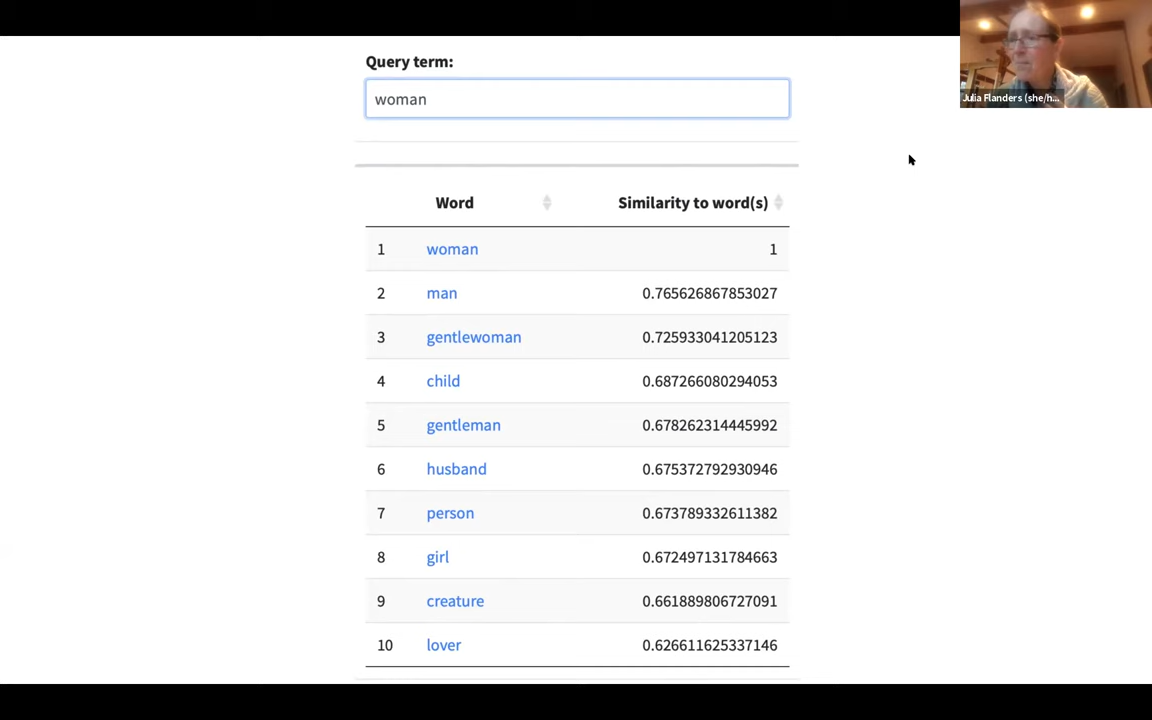 Query term:
woman
Julia Flanders (she/h...
Word Similarity to word(s)
1 woman 1
2 man 0.765626867853027
3 gentlewoman 0.725933041205123
4 child 0.687266080294053
5 gentleman 0.678262314445992
6 husband 0.675372792930946
7 person 0.673789332611382
8 girl 0.672497131784663
9 creature 0.661889806727091
10 lover 0.626611625337146